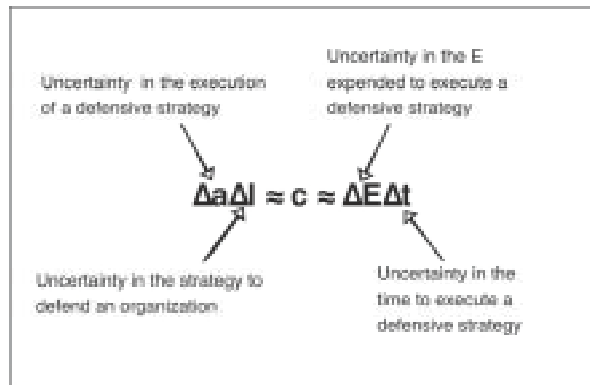 Uncertainty in the E
expended to execute a
defensive strategy
Uncertainty in the execution
of a defensive strategy
ΔaΔI ≈ c ≈ ΔEΔt
Uncertainty in the strategy to
defend an organization
Uncertainty in the
time to execute a
defensive strategy